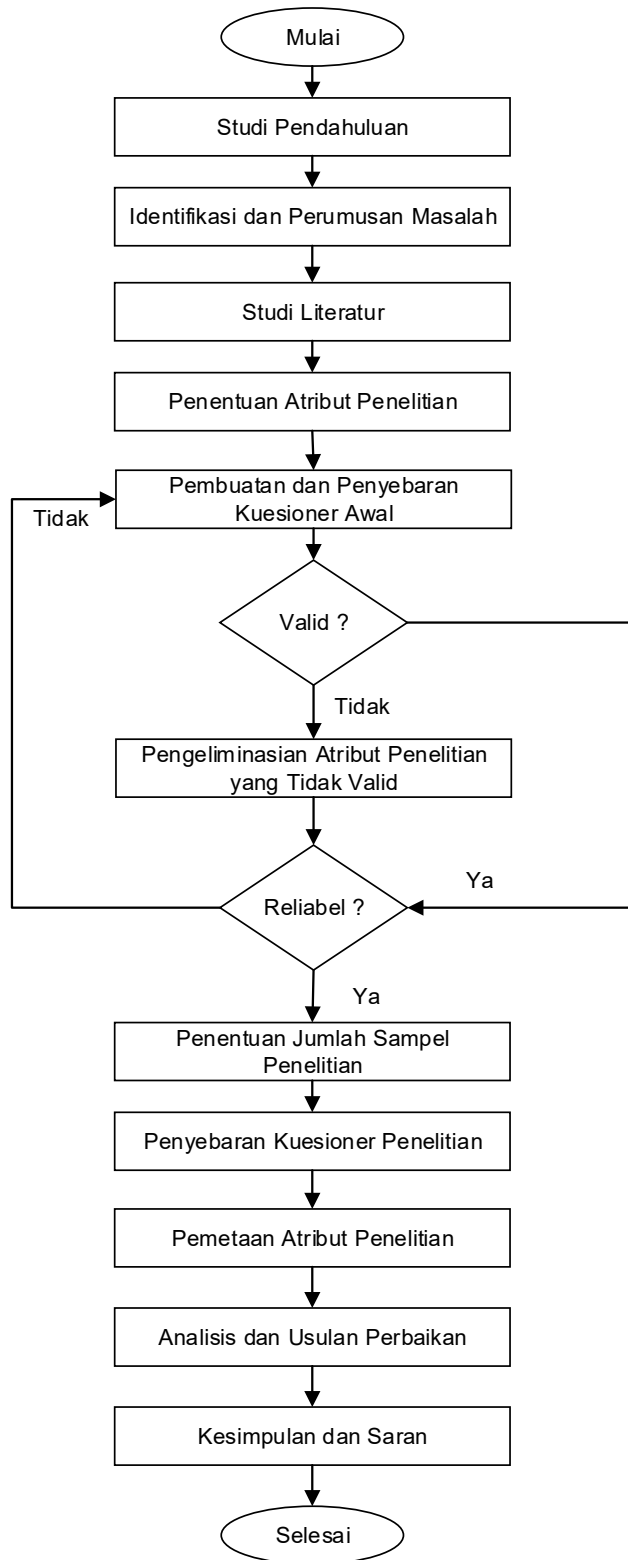 Mulai
Studi Pendahuluan
Identifikasi dan Perumusan Masalah
Studi Literatur
Penentuan Atribut Penelitian
Pembuatan dan Penyebaran
Kuesioner Awal
Tidak
Valid ?
Tidak
Pengeliminasian Atribut Penelitian
yang Tidak Valid
Ya
Reliabel ?
Ya
Penentuan Jumlah Sampel
Penelitian
Penyebaran Kuesioner Penelitian
Pemetaan Atribut Penelitian
Analisis dan Usulan Perbaikan
Kesimpulan dan Saran
Selesai